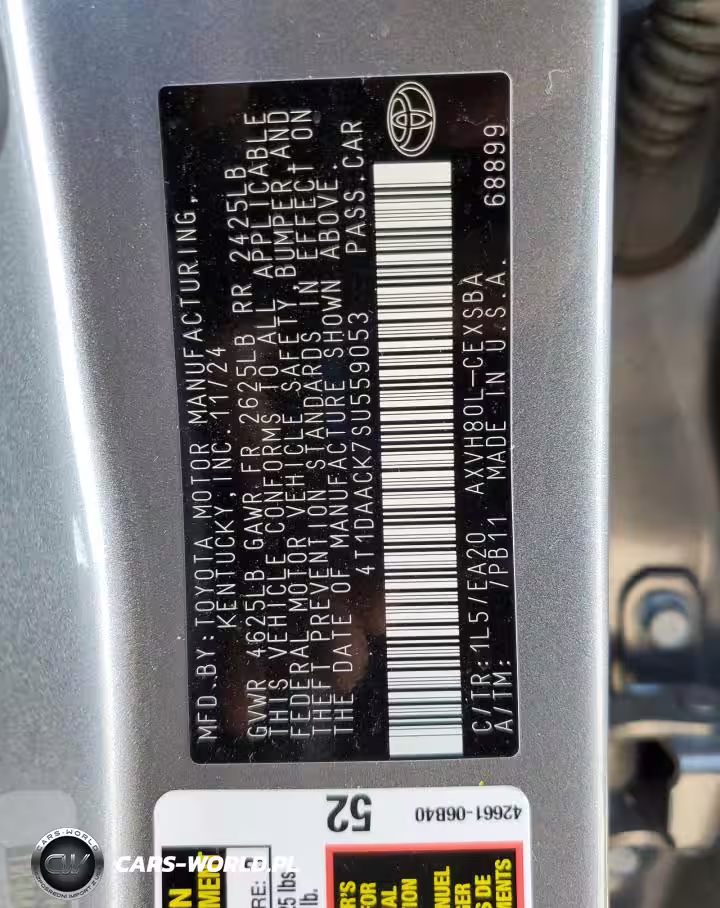 MFD.BY:TOYOTA MOTOR MANUFACTURING,
KENTUCKY, INC. 11/24
GVWR 4625LB GAWR FR 2625LB RR 2425LB
THIS VEHICLE CONFORMS TO ALL APPLICABLE
FEDERAL MOTOR VEHICLE SAFETY, BUMPER, AND
THEFT PREVENTION STANDARDS IN EFFECT ON
THE DATE OF MANUFACTURE SHOWN ABOVE.
4T1DAACK7SU559053 PASS.CAR
C/TR:1L5/EA20 AXVH80L-CEXSBA
A/TM: /PB11 MADE IN U.S.A. 68899
52
42661-06B40
CARS-WORLD
CW
CARS-WORLD.PL